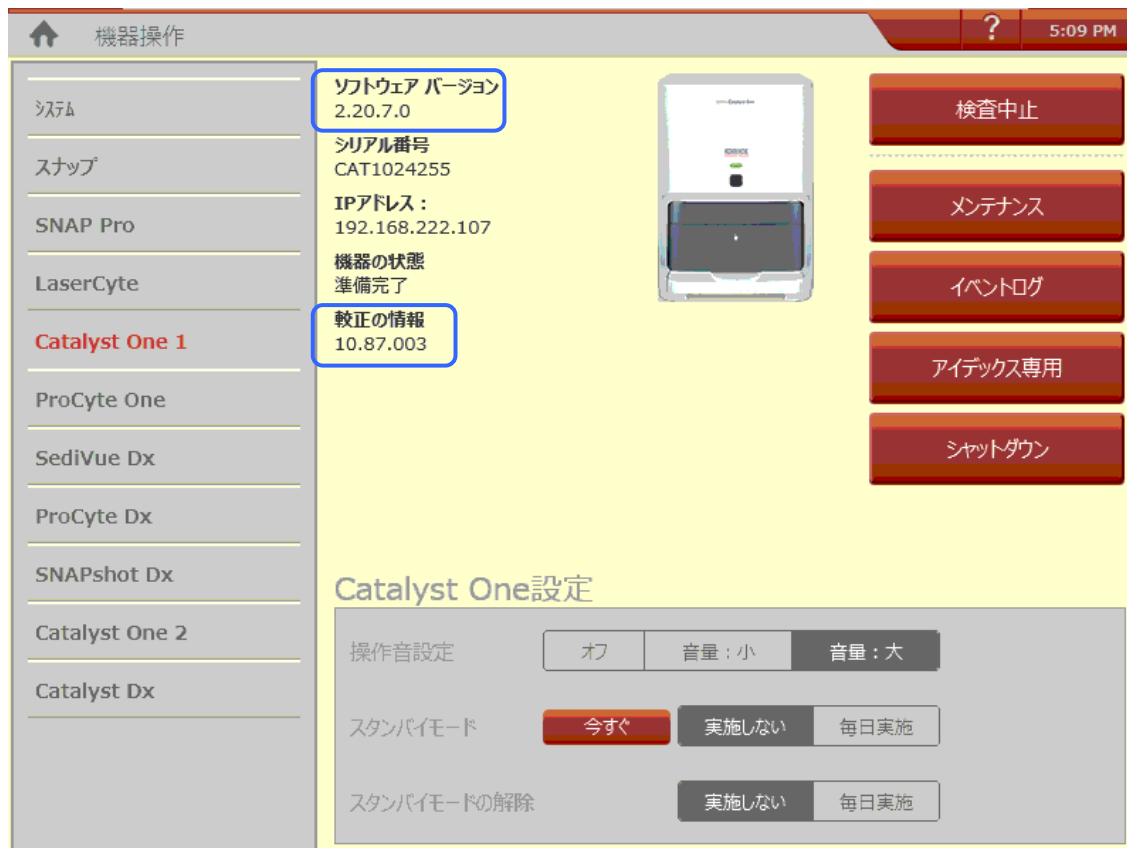 機器操作
?
5:09 PM
システム
スナップ
SNAP Pro
LaserCyte
Catalyst One 1
ProCyte One
SediVue Dx
ProCyte Dx
SNAPshot Dx
Catalyst One 2
Catalyst Dx
ソフトウェア バージョン
2.20.7.0
シリアル番号
CAT1024255
IPアドレス：
192.168.222.107
機器の状態
準備完了
較正の情報
10.87.003
検査中止
メンテナンス
イベントログ
アイデックス専用
シャットダウン
Catalyst One設定
操作音設定 オフ 音量：小 音量：大
スタンバイモード 今すぐ 実施しない 毎日実施
スタンバイモードの解除 実施しない 毎日実施